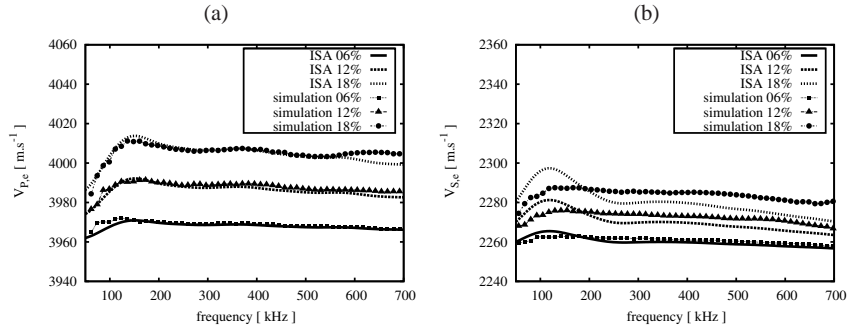 (a)
V_P,e [ m.s^-1 ]
4060
4040
4020
4000
3980
3960
3940
100 200 300 400 500 600 700
frequency [ kHz ]
ISA 06%
ISA 12%
ISA 18%
simulation 06%
simulation 12%
simulation 18%
(b)
V_S,e [ m.s^-1 ]
2360
2340
2320
2300
2280
2260
2240
100 200 300 400 500 600 700
frequency [ kHz ]
ISA 06%
ISA 12%
ISA 18%
simulation 06%
simulation 12%
simulation 18%